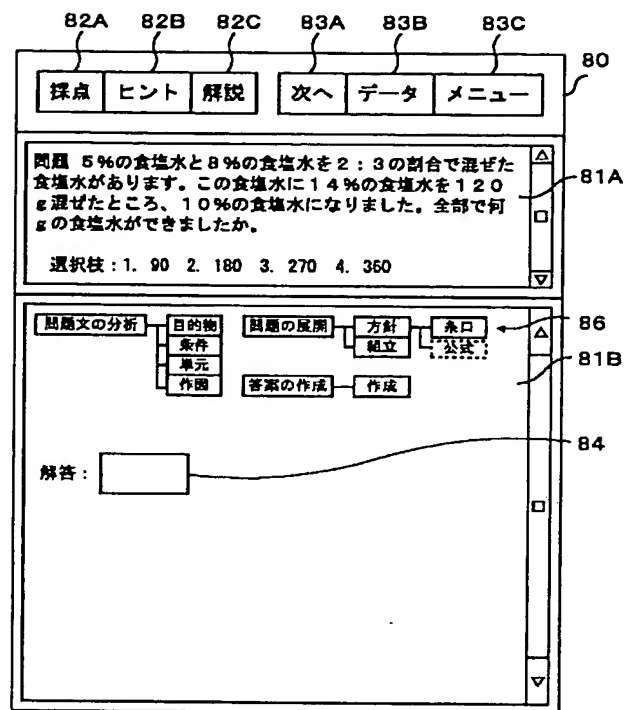 82A 82B 82C 83A 83B 83C
80
採点 ヒント 解説 次へ データ メニュー
問題 5%の食塩水と8%の食塩水を2:3の割合で混ぜた
食塩水があります。この食塩水に14%の食塩水を120
g混ぜたところ、10%の食塩水になりました。全部で何
gの食塩水ができましたか。
81A
選択枝:1. 90 2. 180 3. 270 4. 360
問題文の分析 目的物 問題の展開 方針 糸口
86
条件 組立 公式
単元
81B
作図 答案の作成 作成
84
解答: